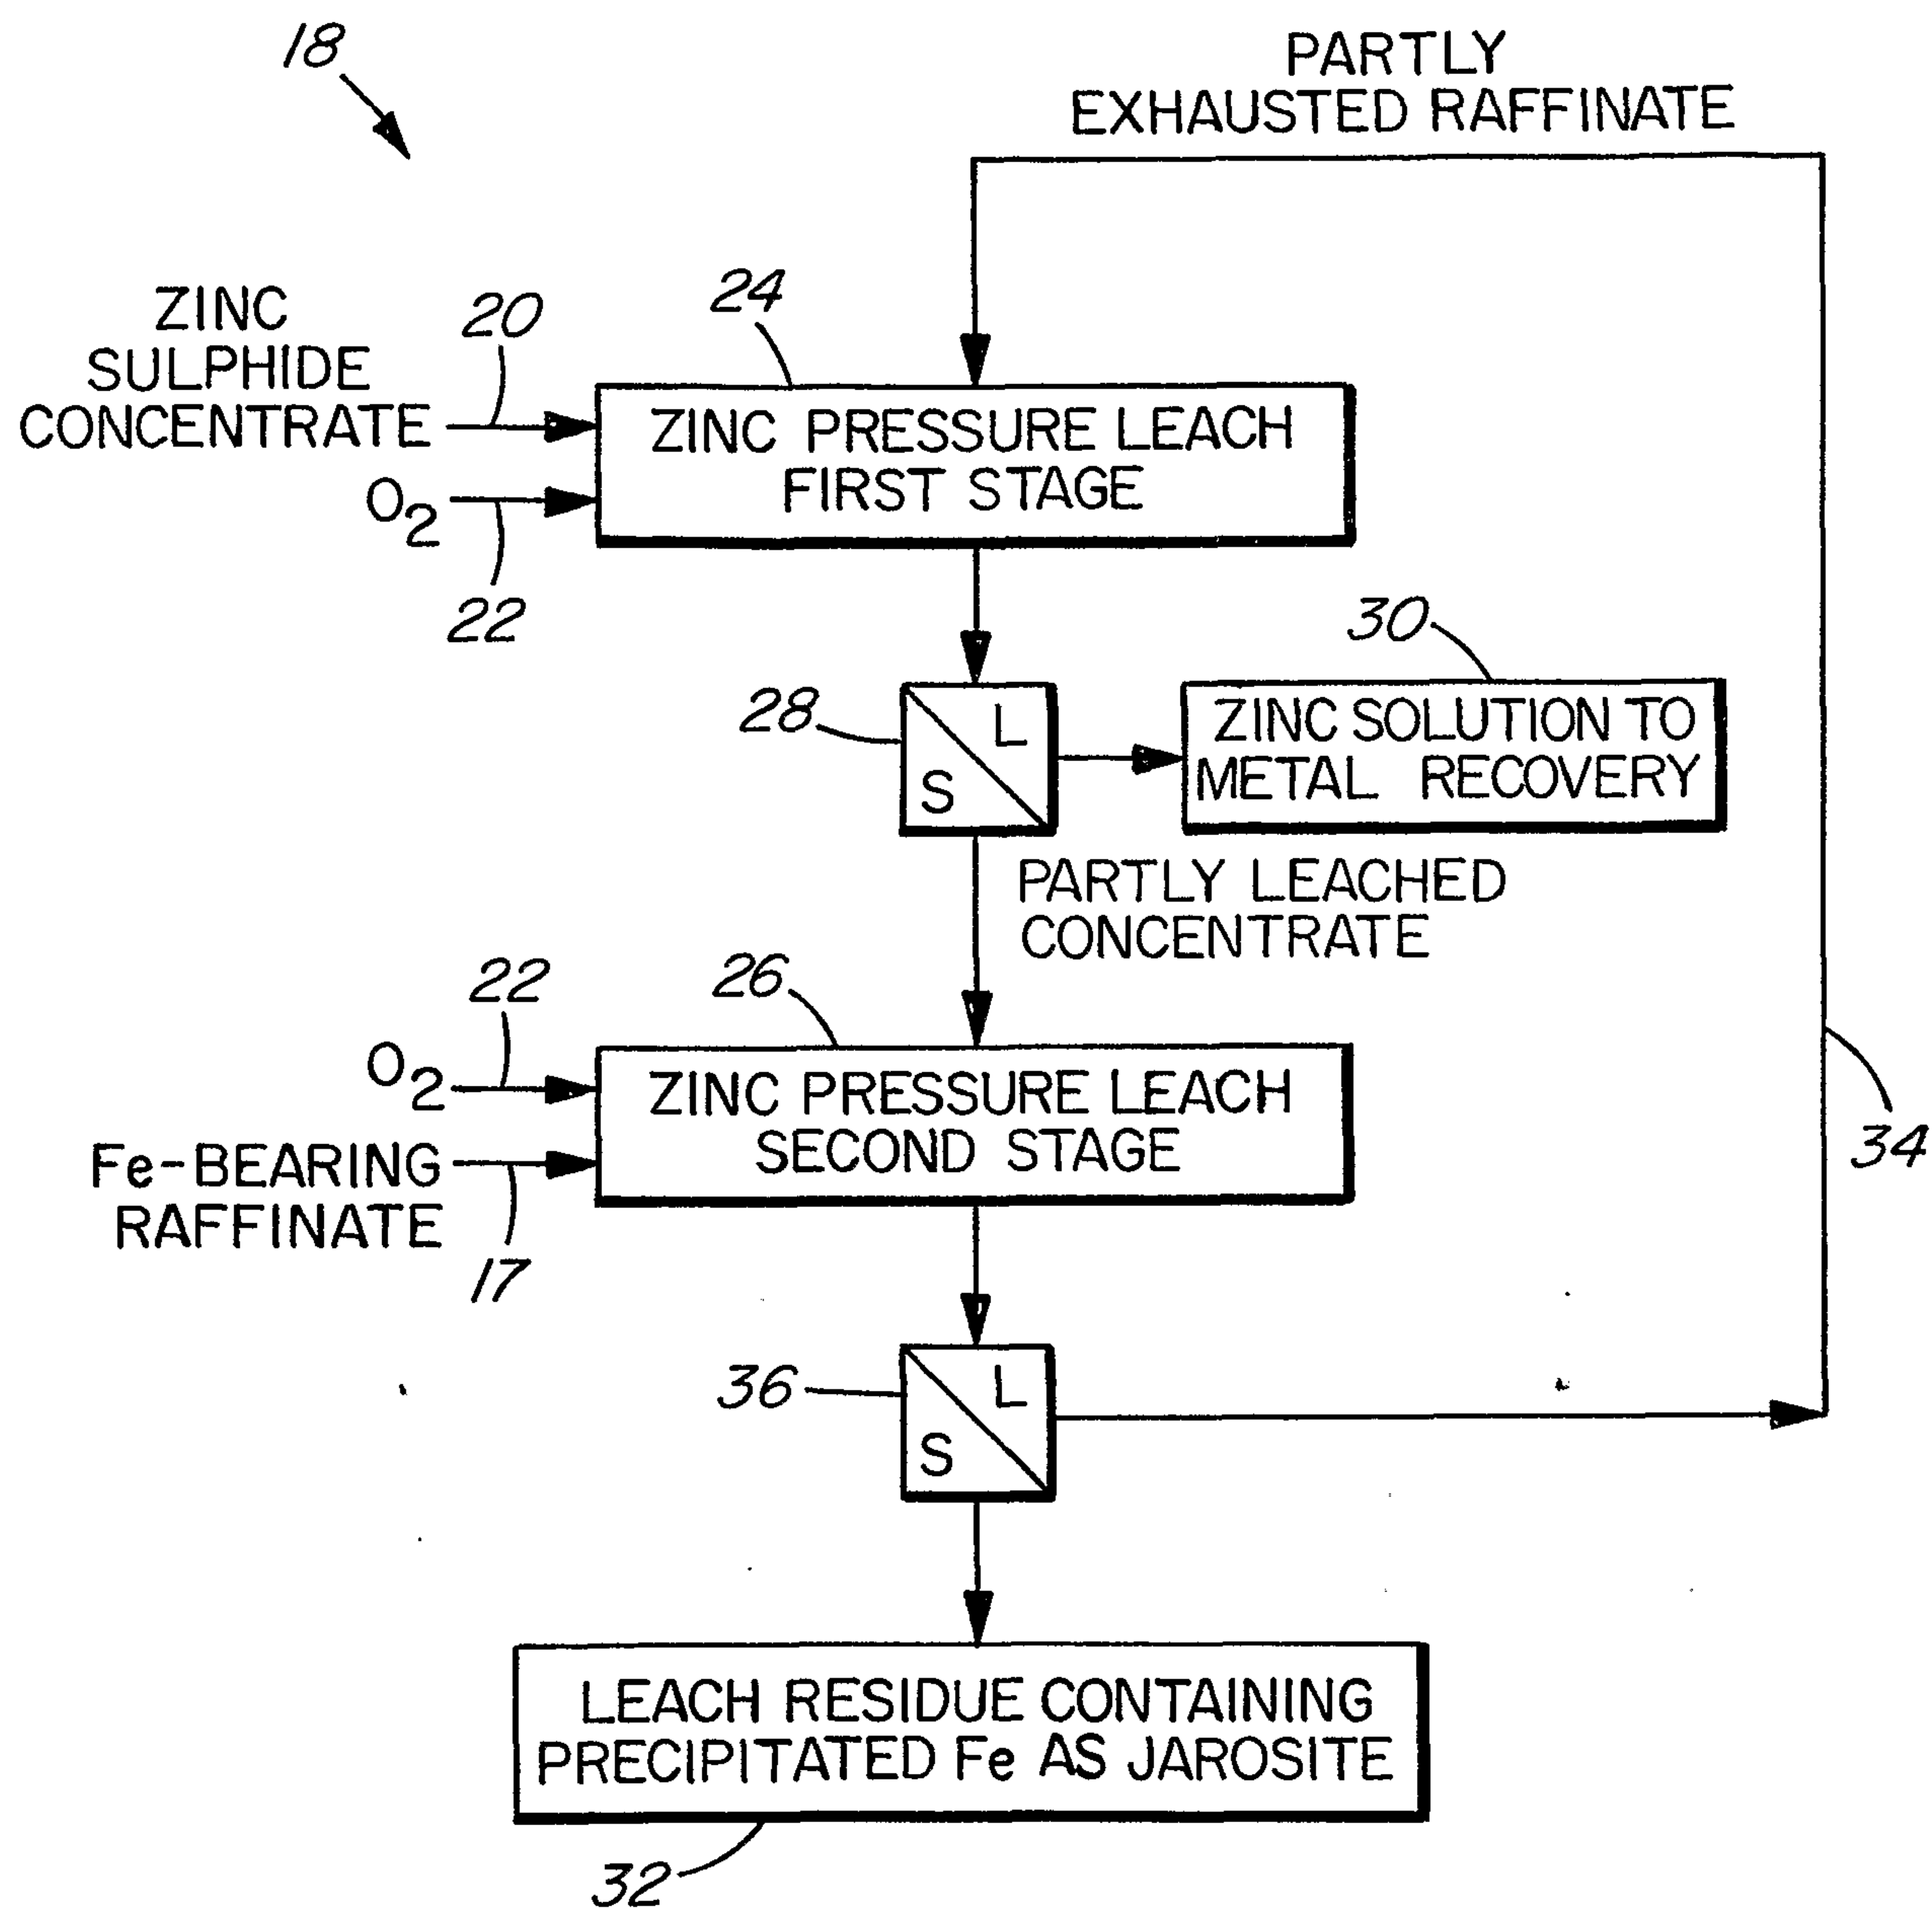 18
PARTLY
EXHAUSTED RAFFINATE
ZINC
SULPHIDE
CONCENTRATE
20
O2
22
24
ZINC PRESSURE LEACH
FIRST STAGE
28
L
S
30
ZINC SOLUTION TO
METAL RECOVERY
PARTLY LEACHED
CONCENTRATE
22
O2
26
ZINC PRESSURE LEACH
SECOND STAGE
Fe-BEARING
RAFFINATE
17
34
36
L
S
LEACH RESIDUE CONTAINING
PRECIPITATED Fe AS JAROSITE
32